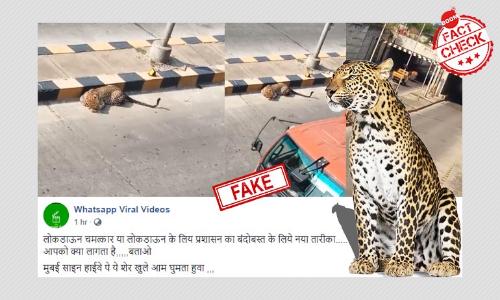 BOOM
FACT
CHECK
FAKE
Whatsapp Viral Videos
1 hr
लोकडाऊन चमत्कार या लोकडाऊन के लिय प्रशासन का बंदोबस्त के लिये नया तारीका.....
आपको क्या लागता है,,,,,बताओ
मुबई साइन हाईवे पे ये शेर खुले आम घुमता हुवा ,,,